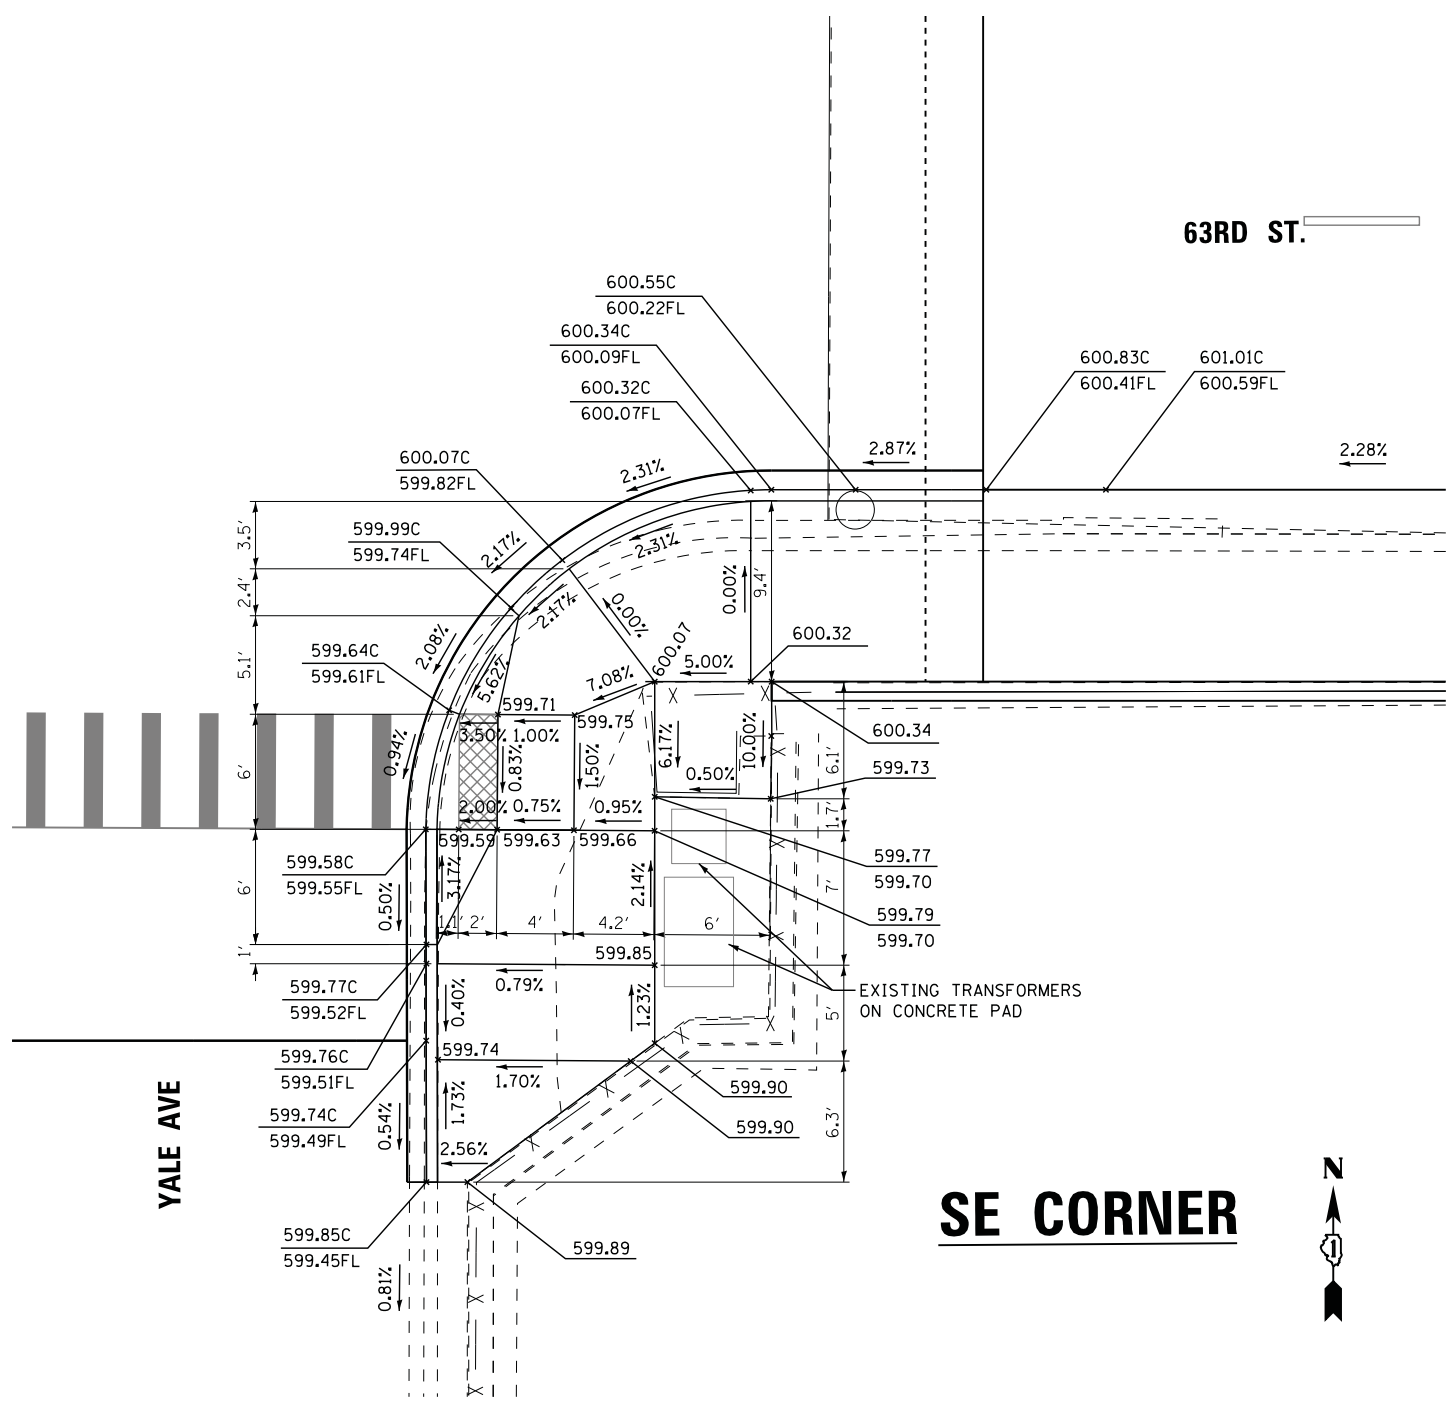 63RD ST.
600.55C
600.22FL
600.34C
600.09FL
600.83C
600.41FL
601.01C
600.59FL
600.32C
600.07FL
2.87%
2.28%
600.07C
599.82FL
2.31%
3.5'
599.99C
599.74FL
2.17%
2.31%
2.4'
2.17%
0.00%
0.00%
9.4'
600.32
599.64C
599.61FL
2.08%
5.1'
5.62%
600.07
5.00%
7.08%
599.71
599.75
600.34
0.94%
3.50%
1.00%
6.17%
10.00%
6.1'
6'
0.83%
1.50%
0.50%
599.73
2.00%
0.75%
0.95%
1.7'
599.59
599.63
599.66
599.58C
599.55FL
3.17%
599.77
599.70
6'
0.50%
2.14%
7'
599.79
599.70
1.1'
2'
4'
4.2'
6'
1'
599.85
599.77C
599.52FL
0.79%
0.40%
1.23%
5'
EXISTING TRANSFORMERS
ON CONCRETE PAD
599.76C
599.51FL
599.74
1.70%
599.90
599.74C
599.49FL
0.54%
1.73%
599.90
6.3'
YALE AVE
2.56%
599.85C
599.45FL
599.89
0.81%
SE CORNER
N
1
X
X
X
X
X
X
X
X
X
X
X
X
X